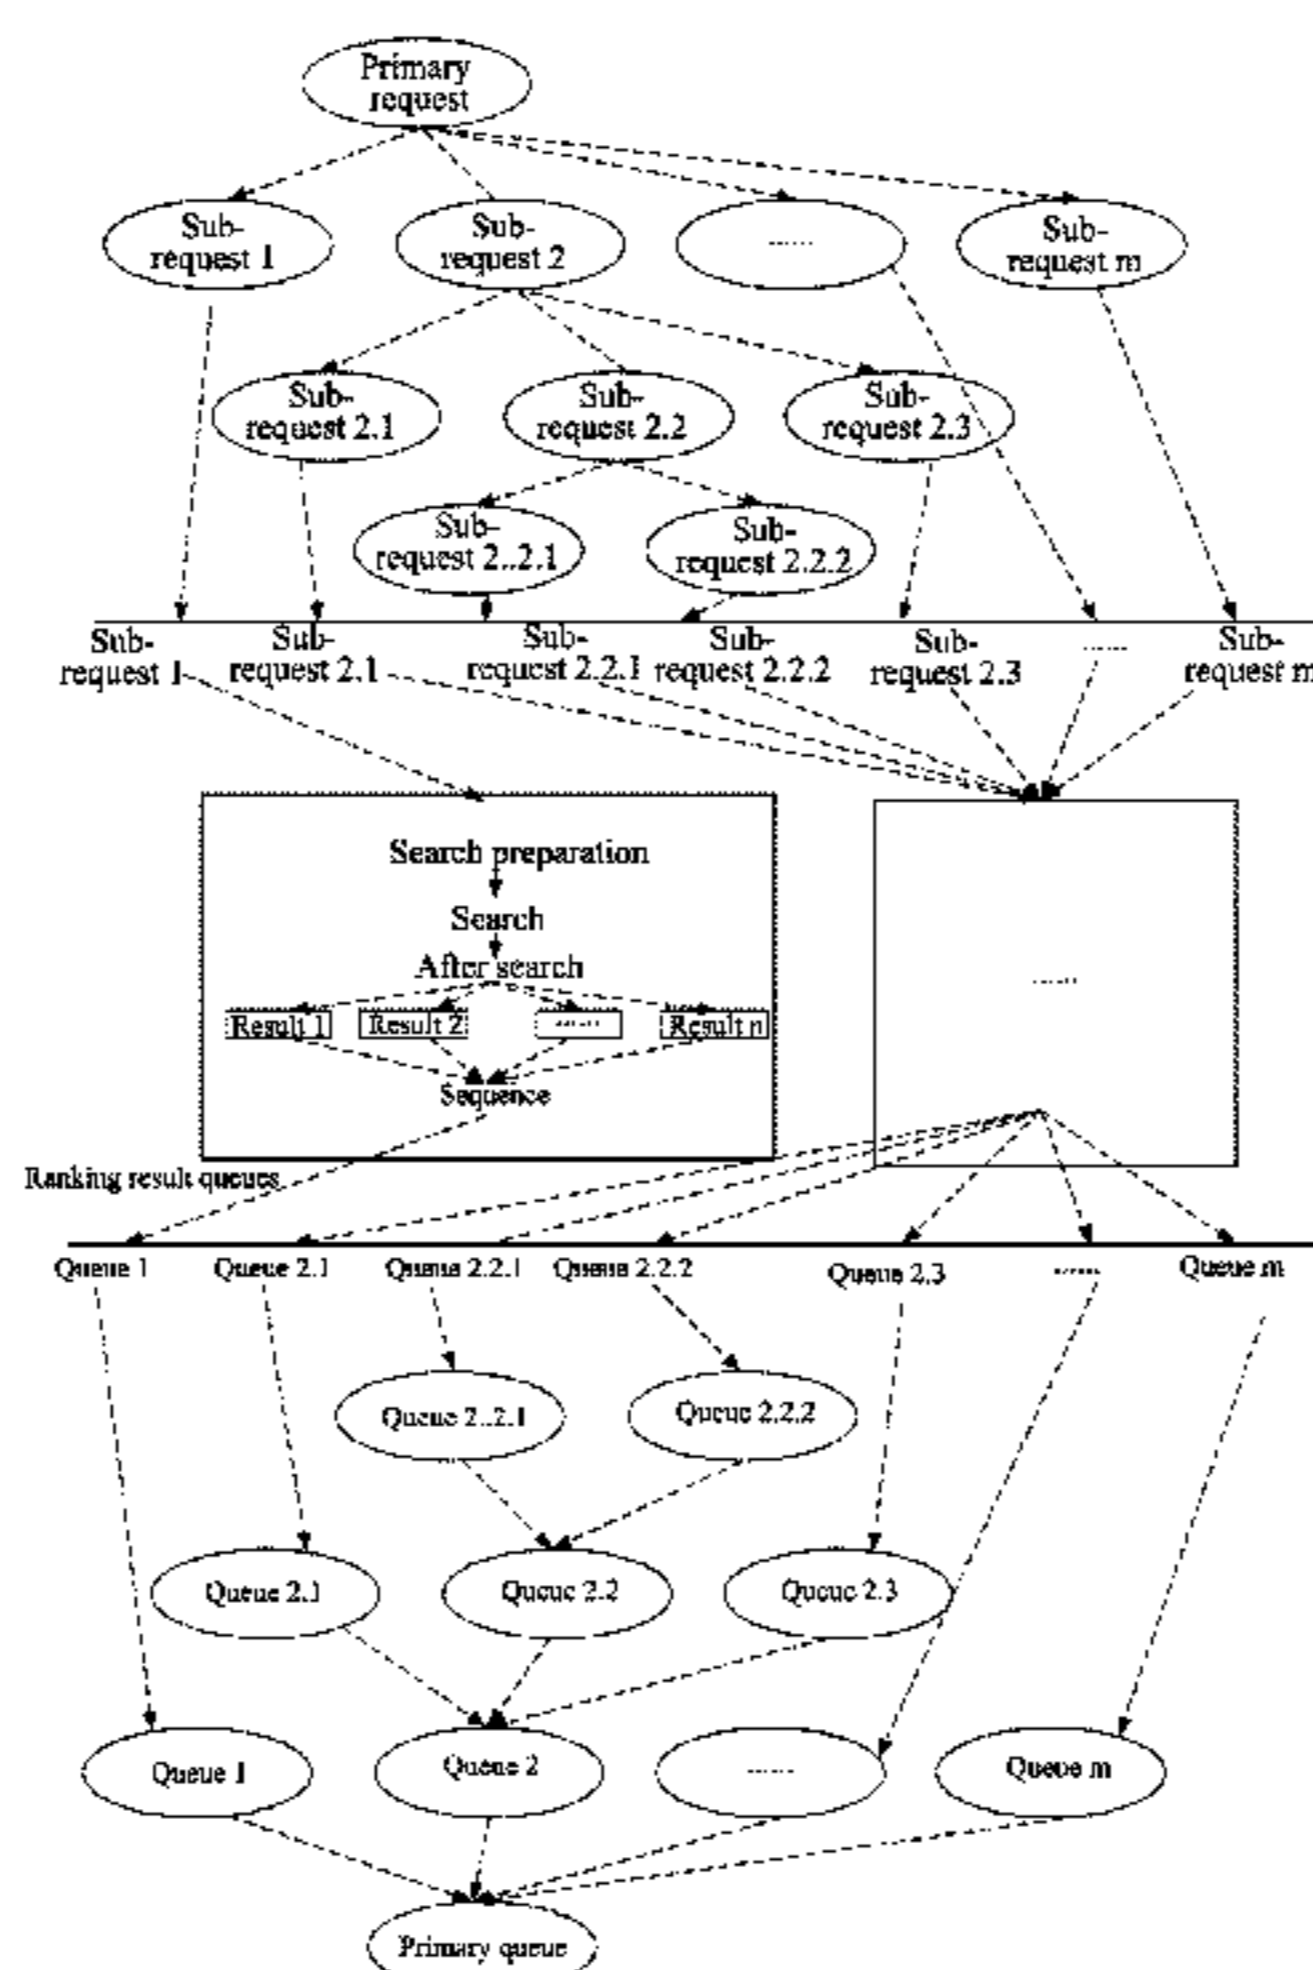 Primary
request
Sub-
request 1
Sub-
request 2
......
Sub-
request m
Sub-
request 2.1
Sub-
request 2.2
Sub-
request 2.3
Sub-
request 2..2.1
Sub-
request 2.2.2
Sub-
request 1
Sub-
request 2.1
Sub-
request 2.2.1
Sub-
request 2.2.2
Sub-
request 2.3
......
Sub-
request m
Search preparation
Search
After search
Result 1
Result 2
......
Result n
Sequence
......
Ranking result queues
Queue 1
Queue 2.1
Queue 2.2.1
Queue 2.2.2
Queue 2.3
......
Queue m
Queue 2..2.1
Queue 2.2.2
Queue 2.1
Queue 2.2
Queue 2.3
Queue 1
Queue 2
......
Queue m
Primary queue